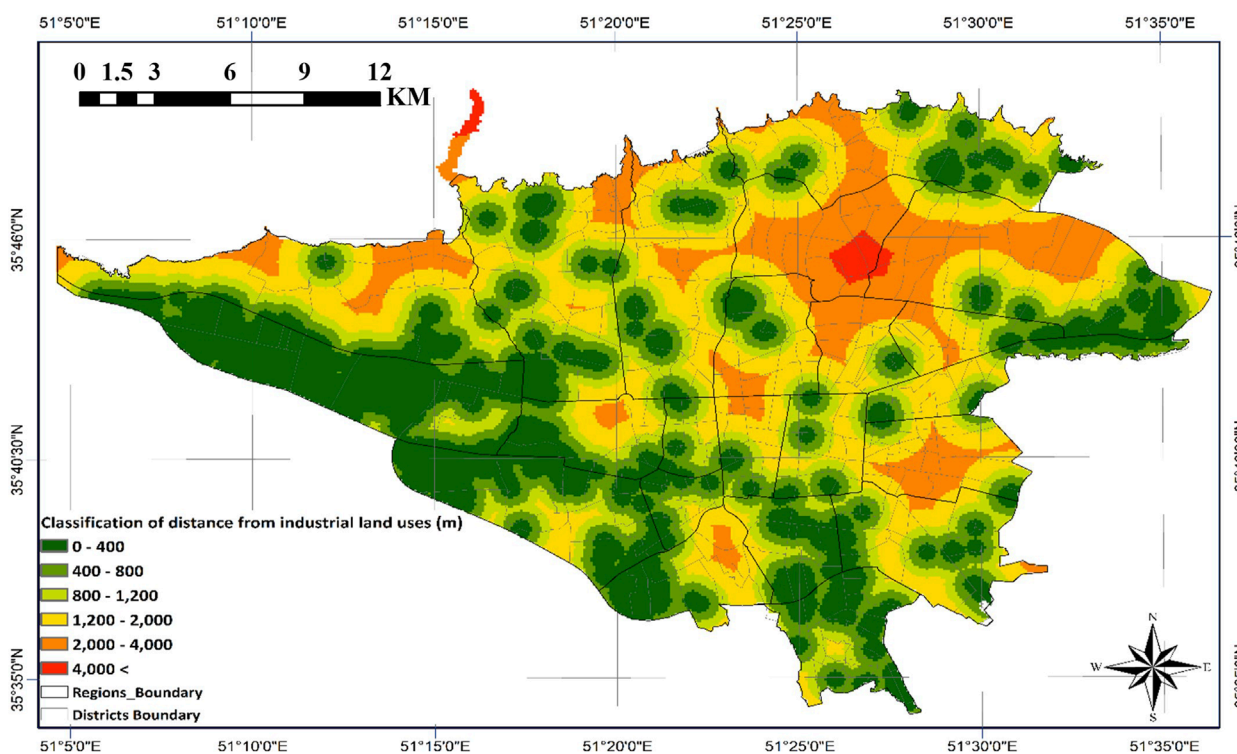 51°5'0"E 51°10'0"E 51°15'0"E 51°20'0"E 51°25'0"E 51°30'0"E 51°35'0"E
0 1.5 3 6 9 12
KM
35°46'0"N
35°40'30"N
35°35'0"N
Classification of distance from industrial land uses (m)
0 - 400
400 - 800
800 - 1,200
1,200 - 2,000
2,000 - 4,000
4,000 <
Regions_Boundary
Districts Boundary
N
W E
S
51°5'0"E 51°10'0"E 51°15'0"E 51°20'0"E 51°25'0"E 51°30'0"E 51°35'0"E